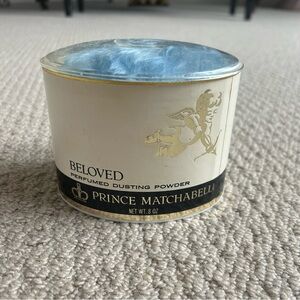 BELOVED
PERFUMED DUSTING POWDER
PRINCE MATCHABELLI
NET WT. 8 OZ